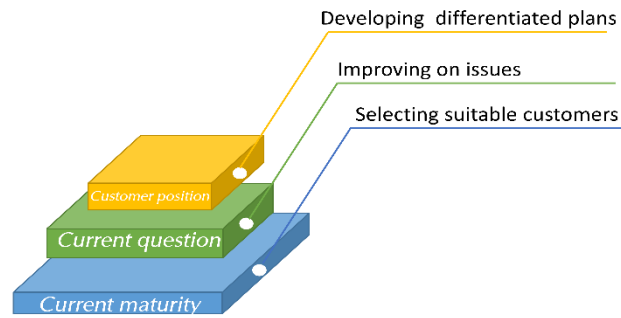 Developing differentiated plans
Improving on issues
Selecting suitable customers
Customer position
Current question
Current maturity